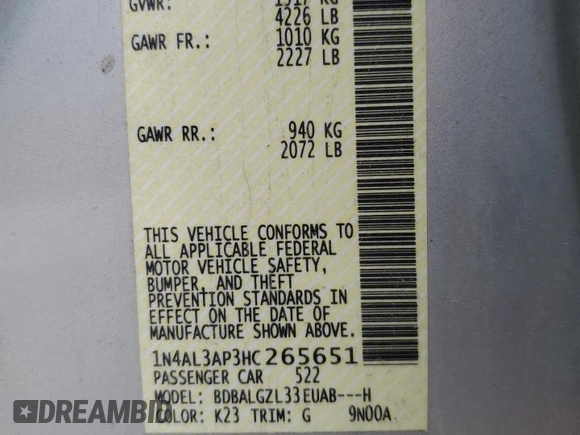 GVWR: 1917 KG
4226 LB
GAWR FR.: 1010 KG
2227 LB
GAWR RR.: 940 KG
2072 LB
THIS VEHICLE CONFORMS TO
ALL APPLICABLE FEDERAL
MOTOR VEHICLE SAFETY,
BUMPER, AND THEFT
PREVENTION STANDARDS IN
EFFECT ON THE DATE OF
MANUFACTURE SHOWN ABOVE.
1N4AL3AP3HC265651
PASSENGER CAR 522
MODEL: BDBALGZL33EUAB---H
COLOR: K23 TRIM: G 9N00A
DREAMBID